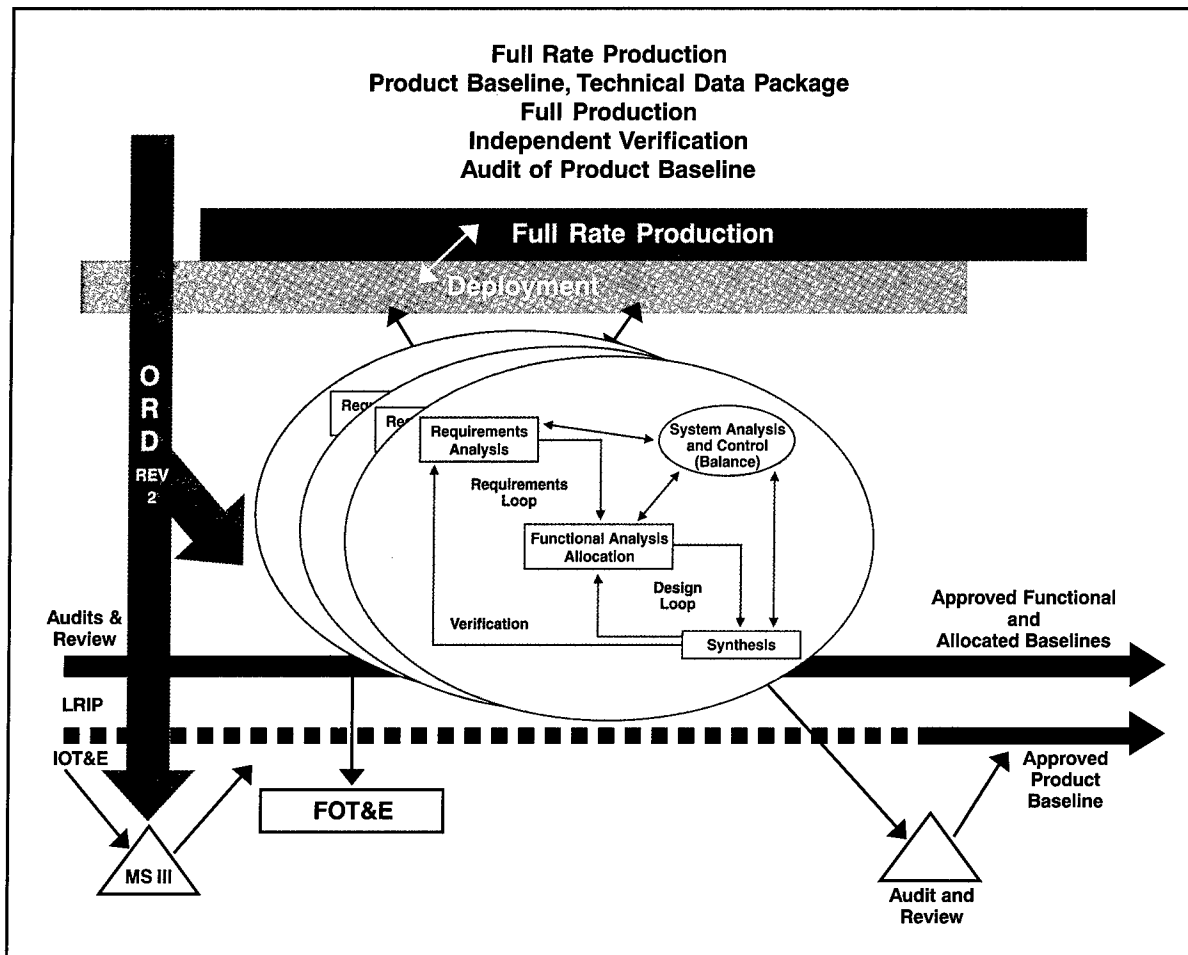 Full Rate Production
Product Baseline, Technical Data Package
Full Production
Independent Verification
Audit of Product Baseline
Full Rate Production
Deployment
O
R
D
REV
2
Requirements
Analysis
System Analysis
and Control
(Balance)
Requirements
Loop
Functional Analysis
Allocation
Design
Loop
Verification
Synthesis
Audits &
Review
Approved Functional
and
Allocated Baselines
LRIP
IOT&E
Approved
Product
Baseline
FOT&E
MS III
Audit and
Review